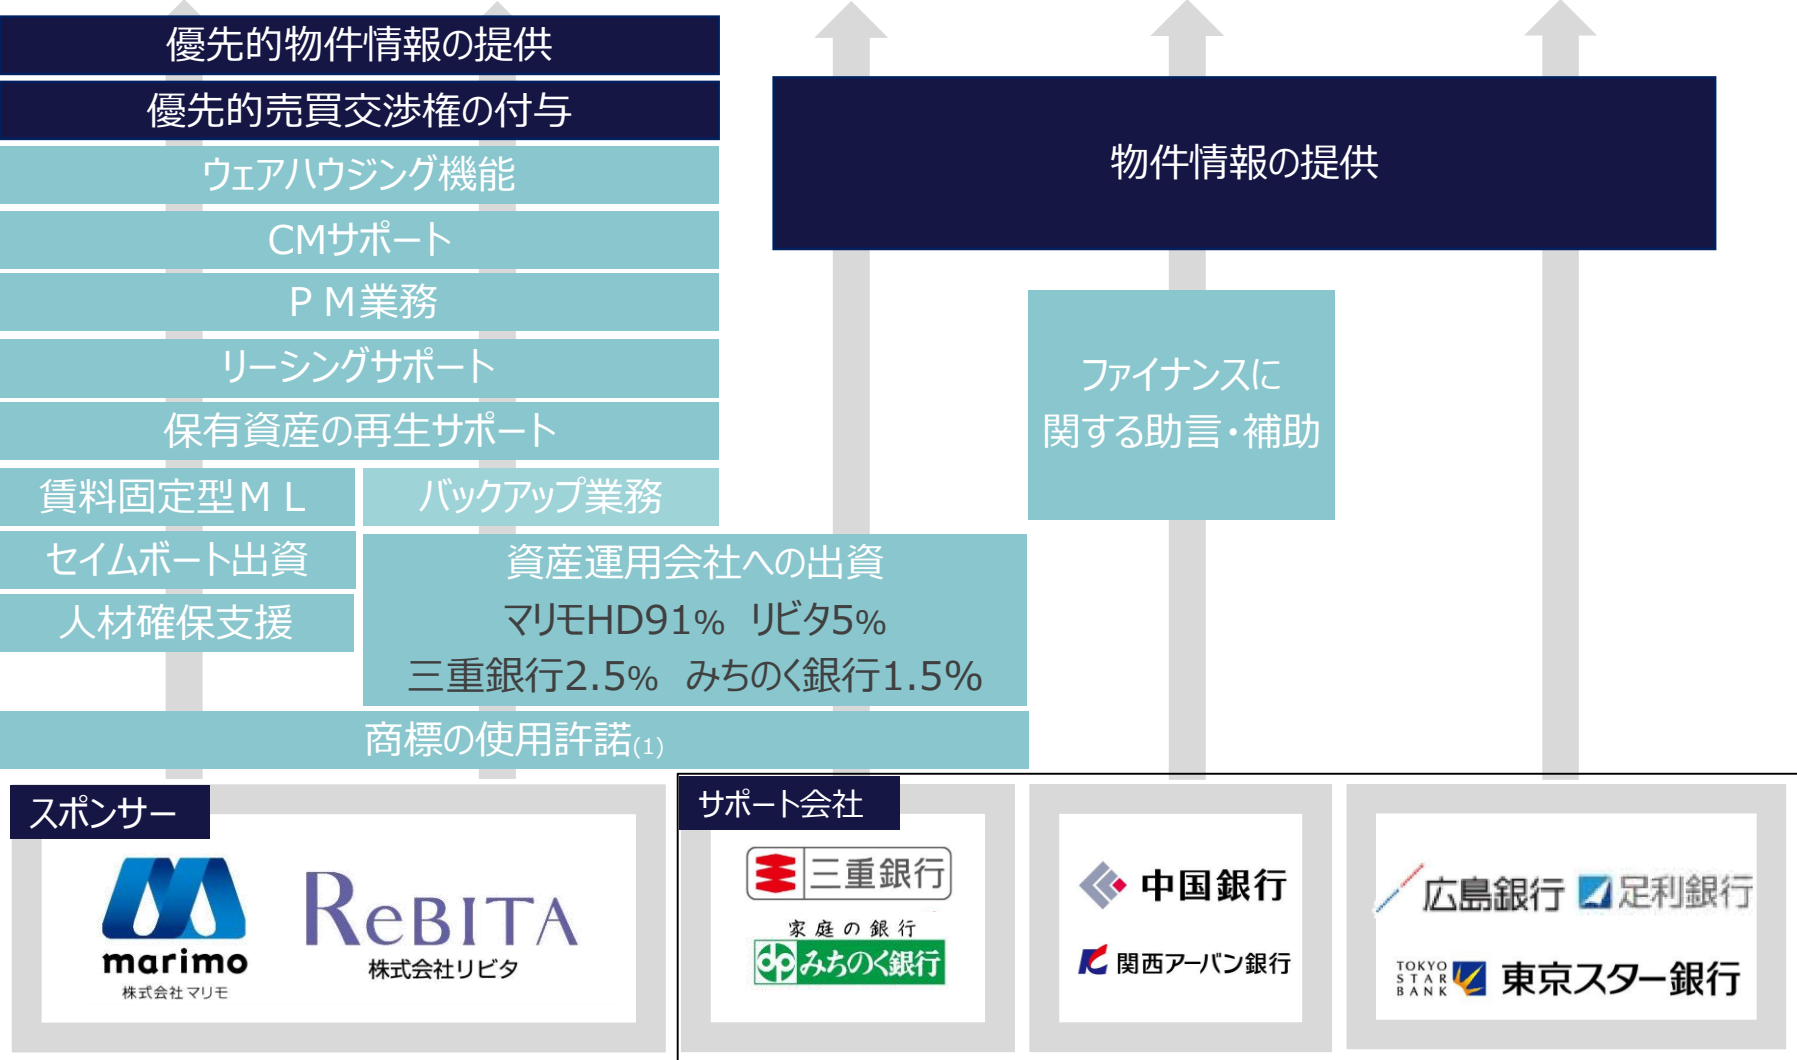 優先的物件情報の提供
優先的売買交渉権の付与
ウェアハウジング機能
CMサポート
ＰＭ業務
リーシングサポート
保有資産の再生サポート
賃料固定型ＭＬ
バックアップ業務
セイムボート出資
人材確保支援
資産運用会社への出資
マリモHD91% リビタ5%
三重銀行2.5% みちのく銀行1.5%
商標の使用許諾(1)
物件情報の提供
ファイナンスに
関する助言・補助
スポンサー
marimo
株式会社マリモ
ReBITA
株式会社リビタ
サポート会社
三重銀行
家庭の銀行
みちのく銀行
中国銀行
関西アーバン銀行
広島銀行
足利銀行
TOKYO
STAR
BANK
東京スター銀行